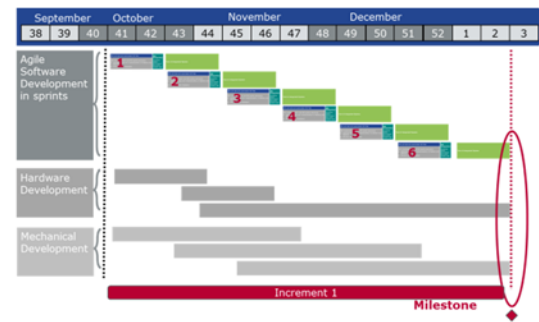 September October November December
38 39 40 41 42 43 44 45 46 47 48 49 50 51 52 1 2 3
Agile
Software
Development
in sprints
1
2
3
4
5
6
Hardware
Development
Mechanical
Development
Increment 1
Milestone